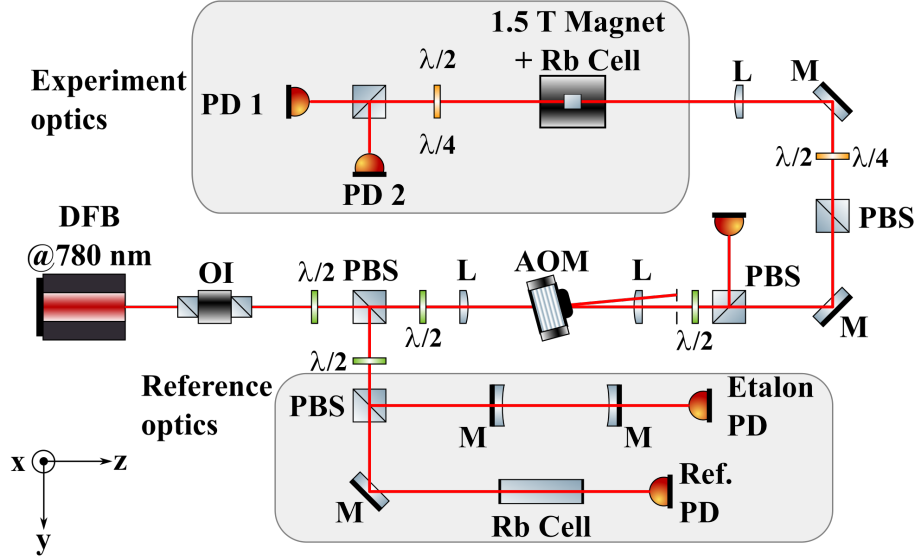 1.5 T Magnet
+ Rb Cell
Experiment
optics
PD 1
λ/2
λ/4
PD 2
L
M
λ/2
λ/4
PBS
DFB
@780 nm
OI
λ/2
PBS
λ/2
L
AOM
L
λ/2
PBS
M
λ/2
Reference
optics
PBS
M
M
Etalon
PD
M
Rb Cell
Ref.
PD
x
z
y